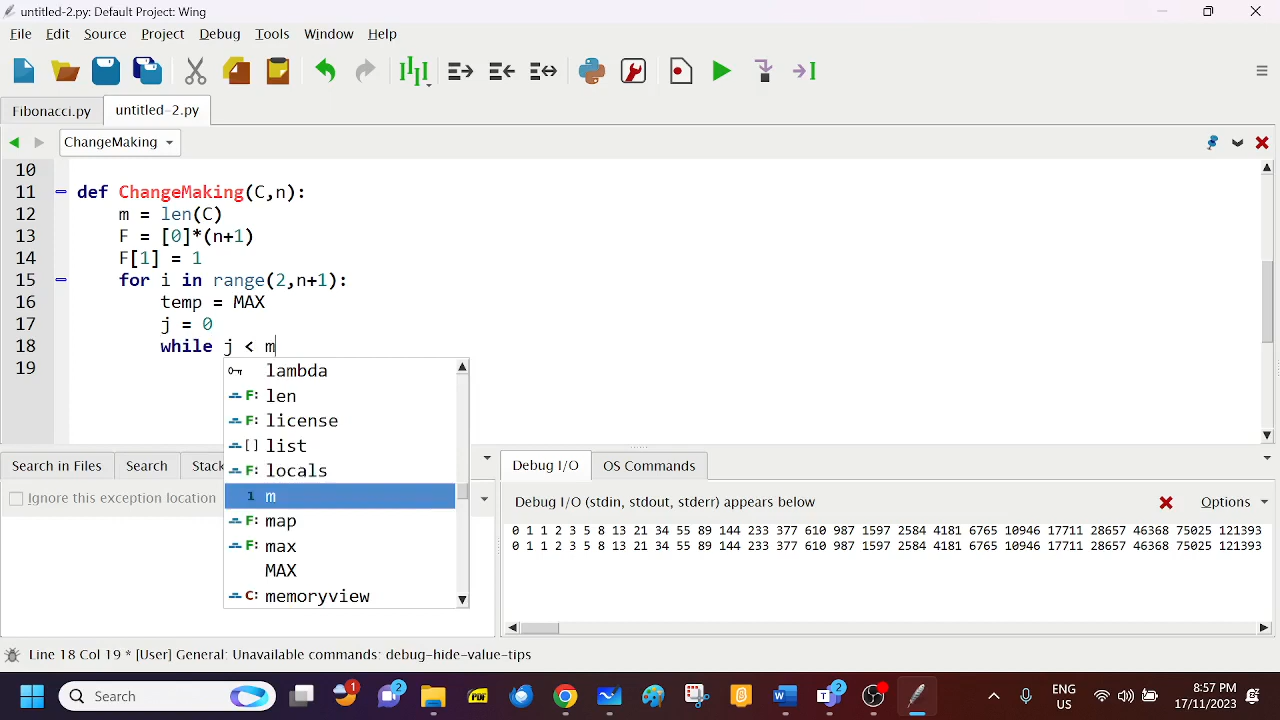 untitled-2.py: Default Project: Wing
File Edit Source Project Debug Tools Window Help
Fibonacci.py untitled-2.py
ChangeMaking
10
11 def ChangeMaking(C,n):
12 m = len(C)
13 F = [0]*(n+1)
14 F[1] = 1
15 for i in range(2,n+1):
16 temp = MAX
17 j = 0
18 while j < m
19
lambda
F: len
F: license
[] list
F: locals
1 m
F: map
F: max
MAX
C: memoryview
Search in Files Search Stack
Ignore this exception location
Debug I/O OS Commands
Debug I/O (stdin, stdout, stderr) appears below Options
0 1 1 2 3 5 8 13 21 34 55 89 144 233 377 610 987 1597 2584 4181 6765 10946 17711 28657 46368 75025 121393
0 1 1 2 3 5 8 13 21 34 55 89 144 233 377 610 987 1597 2584 4181 6765 10946 17711 28657 46368 75025 121393
Line 18 Col 19 * [User] General: Unavailable commands: debug-hide-value-tips
Search
1
2
PDF
2
ENG
US
8:57 PM
17/11/2023